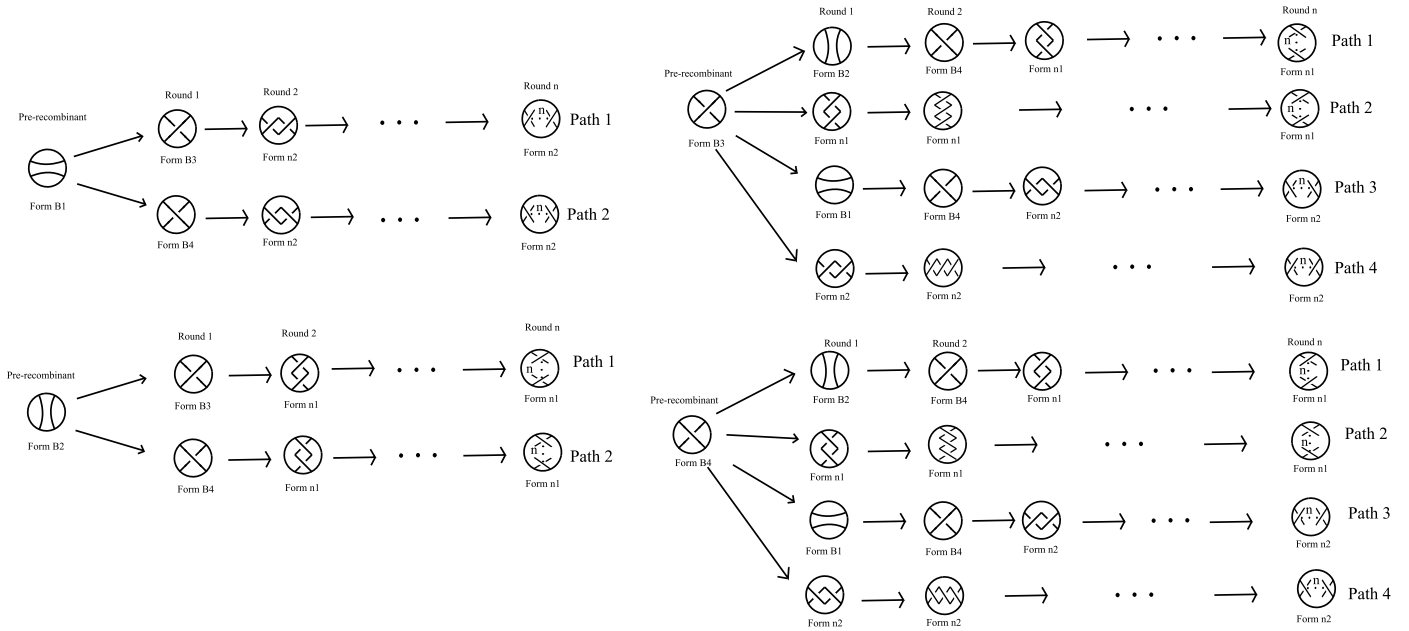 Pre-recombinant
Form B1
Round 1
Round 2
Round n
Form B3
Form n2
n
Form n2
Path 1
Form B4
Form n2
n
Form n2
Path 2
Pre-recombinant
Form B2
Round 1
Round 2
Round n
Form B3
Form n1
n
Form n1
Path 1
Form B4
Form n1
n
Form n1
Path 2
Pre-recombinant
Form B3
Round 1
Round 2
Round n
Form B2
Form B4
Form n1
n
Form n1
Path 1
Form n1
Form n1
n
Form n1
Path 2
Form B1
Form B4
Form n2
n
Form n2
Path 3
Form n2
Form n2
n
Form n2
Path 4
Pre-recombinant
Form B4
Round 1
Round 2
Round n
Form B2
Form B4
Form n1
n
Form n1
Path 1
Form n1
Form n1
n
Form n1
Path 2
Form B1
Form B4
Form n2
n
Form n2
Path 3
Form n2
Form n2
n
Form n2
Path 4